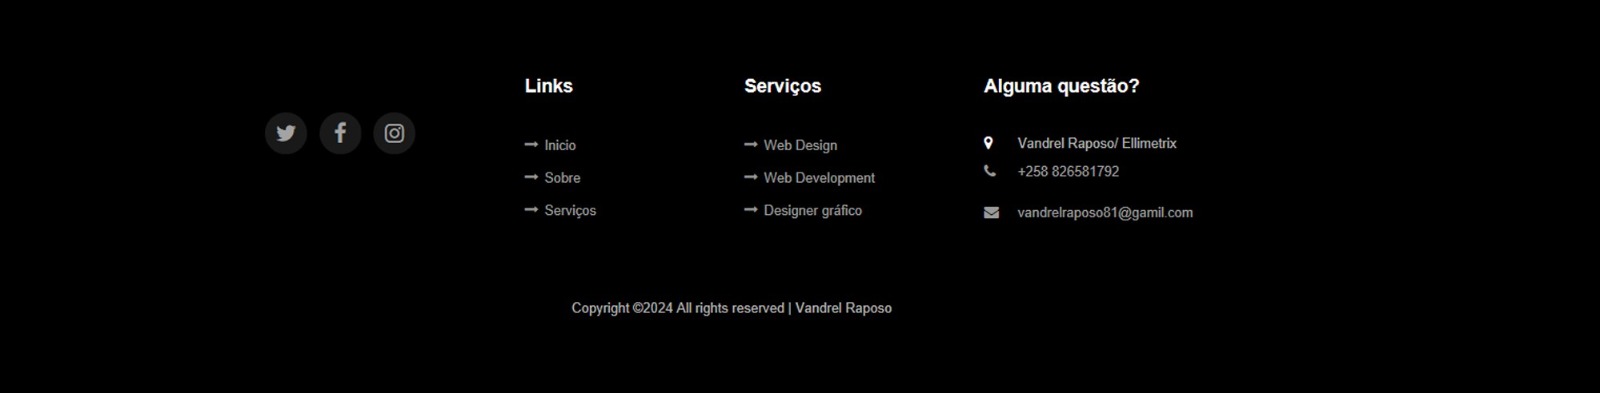 Links
Inicio
Sobre
Serviços
Serviços
Web Design
Web Development
Designer gráfico
Alguma questão?
Vandrel Raposo/ Ellimetrix
+258 826581792
vandrelraposo81@gamil.com
Copyright ©2024 All rights reserved | Vandrel Raposo